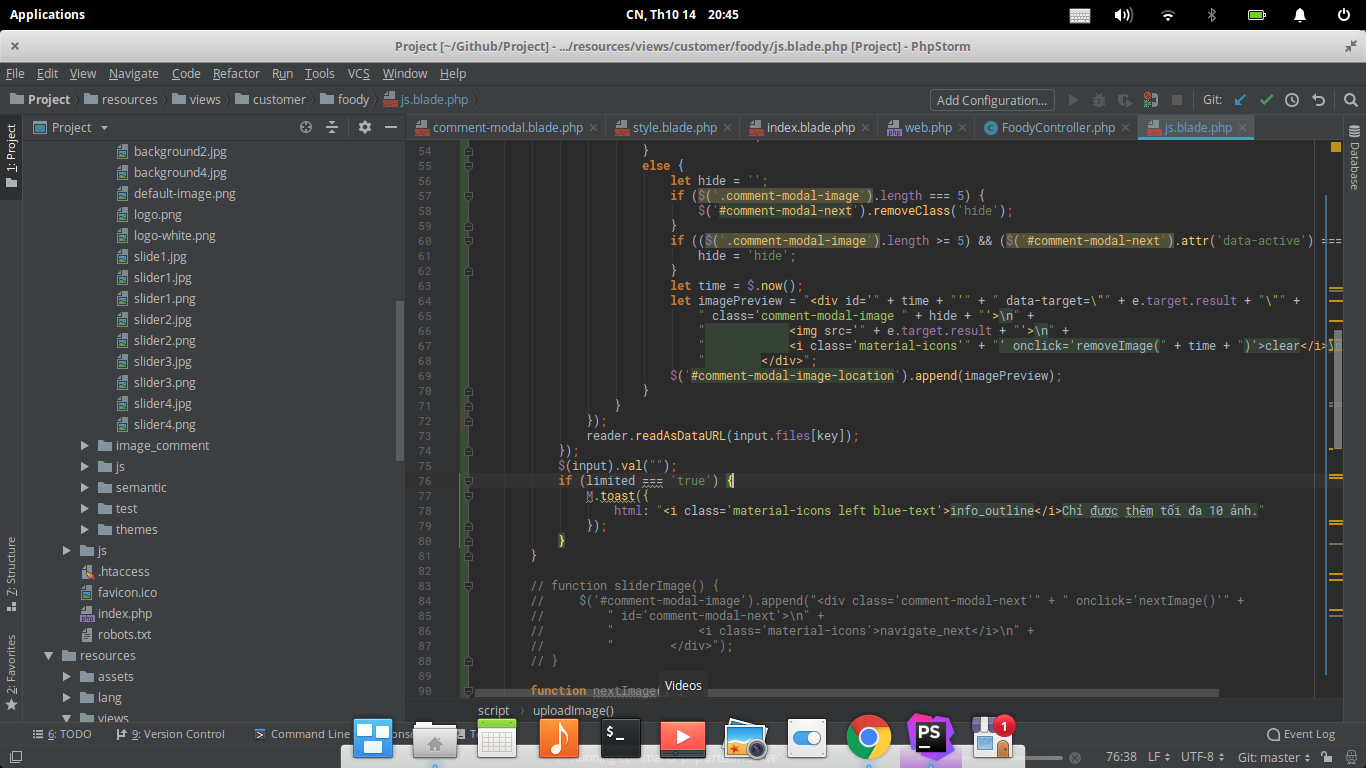 Applications
CN, Th10 14 20:45
Project [~/Github/Project] - .../resources/views/customer/foody/js.blade.php [Project] - PhpStorm
File Edit View Navigate Code Refactor Run Tools VCS Window Help
Project resources views customer foody js.blade.php
Add Configuration... Git:
1: Project
Project
comment-modal.blade.php style.blade.php index.blade.php web.php FoodyController.php js.blade.php
Database
background2.jpg
background4.jpg
default-image.png
logo.png
logo-white.png
slide1.jpg
slider1.jpg
slider1.png
slider2.jpg
slider2.png
slider3.jpg
slider3.png
slider4.jpg
slider4.png
image_comment
js
semantic
test
themes
js
.htaccess
favicon.ico
index.php
robots.txt
resources
assets
lang
views
7: Structure
2: Favorites
54 }
55 else {
56 let hide = '';
57 if ($('.comment-modal-image').length === 5) {
58 $('#comment-modal-next').removeClass('hide');
59 }
60 if (($('.comment-modal-image').length >= 5) && ($('#comment-modal-next').attr('data-active') ===
61 hide = 'hide';
62 }
63 let time = $.now();
64 let imagePreview = "<div id='" + time + "'" + " data-target=\"" + e.target.result + "\"" +
65 " class='comment-modal-image " + hide + "'>\n" +
66 " <img src='" + e.target.result + "'>\n" +
67 " <i class='material-icons'" + "' onclick='removeImage(" + time + ")'>clear</i>\n
68 " </div>";
69 $('#comment-modal-image-location').append(imagePreview);
70 }
71 }
72 });
73 reader.readAsDataURL(input.files[key]);
74 });
75 $(input).val("");
76 if (limited === 'true') {
77 M.toast({
78 html: "<i class='material-icons left blue-text'>info_outline</i>Chỉ được thêm tối đa 10 ảnh."
79 });
80 }
81 }
82
83 // function sliderImage() {
84 // $('#comment-modal-image').append("<div class='comment-modal-next'" + " onclick='nextImage()'" +
85 // " id='comment-modal-next'>\n" +
86 // " <i class='material-icons'>navigate_next</i>\n" +
87 // " </div>");
88 // }
89
90 function nextImage(
Videos
script uploadImage()
6: TODO 9: Version Control Command Line
Event Log
PS
1
76:38 LF UTF-8 Git: master